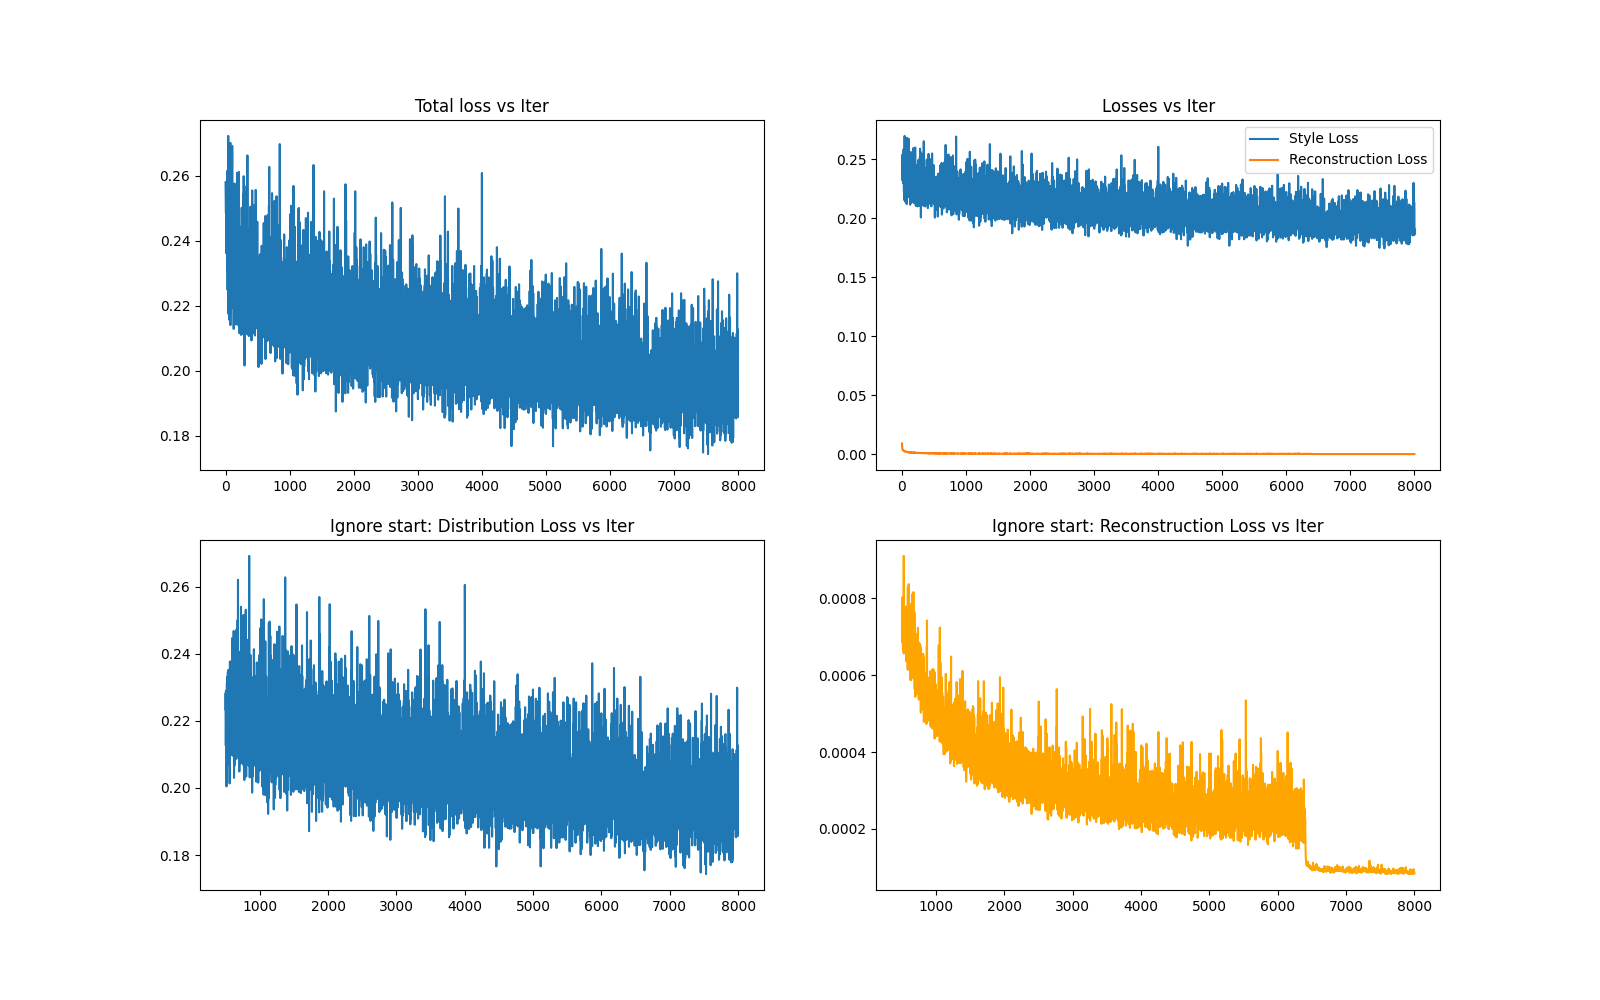 Total loss vs Iter
0.26
0.24
0.22
0.20
0.18
0 1000 2000 3000 4000 5000 6000 7000 8000
Losses vs Iter
Style Loss
Reconstruction Loss
0.25
0.20
0.15
0.10
0.05
0.00
0 1000 2000 3000 4000 5000 6000 7000 8000
Ignore start: Distribution Loss vs Iter
0.26
0.24
0.22
0.20
0.18
1000 2000 3000 4000 5000 6000 7000 8000
Ignore start: Reconstruction Loss vs Iter
0.0008
0.0006
0.0004
0.0002
1000 2000 3000 4000 5000 6000 7000 8000